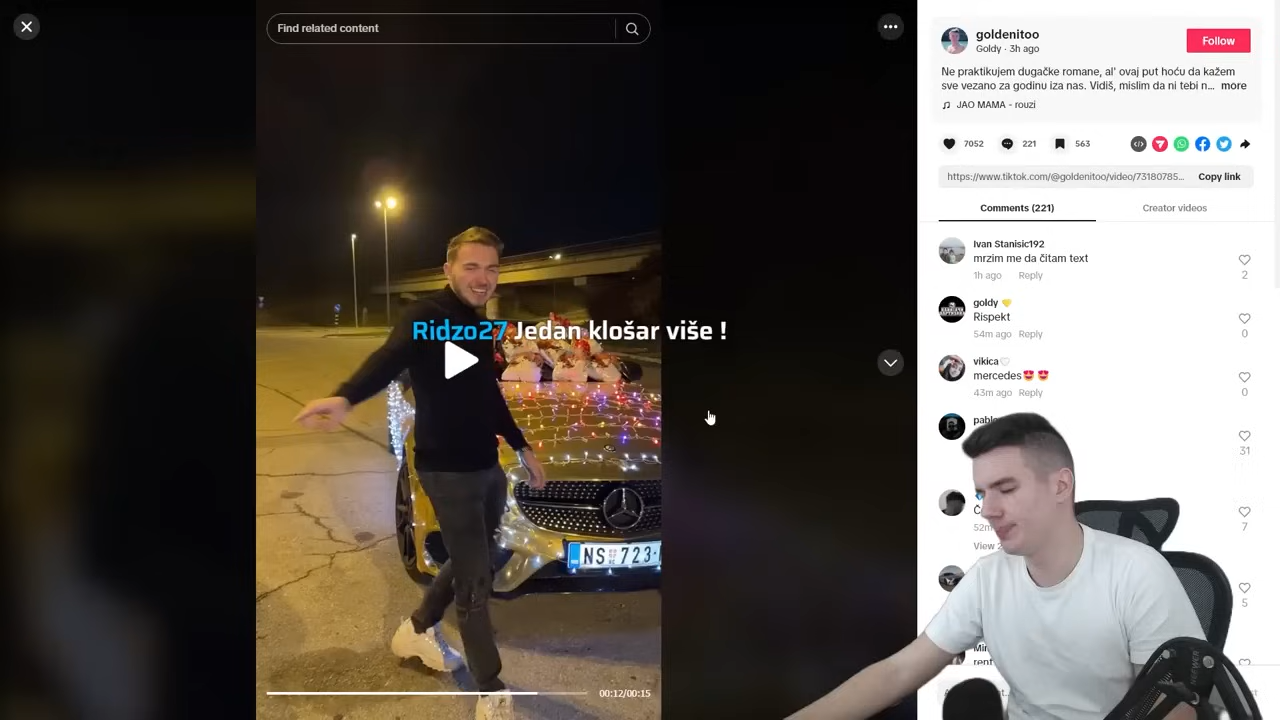 Find related content
goldenitoo
Goldy · 3h ago
Follow
Ne praktikujem dugačke romane, al' ovaj put hoću da kažem
sve vezano za godinu iza nas. Vidiš, mislim da ni tebi n... more
JAO MAMA - rouzi
7052
221
563
https://www.tiktok.com/@goldenitoo/video/73180785...
Copy link
Comments (221)
Creator videos
Ivan Stanisic192
mrzim me da čitam text
1h ago
Reply
2
goldy 💛
Rispekt
54m ago
Reply
0
Ridzo27 Jedan klošar više !
vikica🤍
mercedes😍😍
43m ago
Reply
0
31
7
View
5
NS 723
rent
NEEWER
00:12/00:15